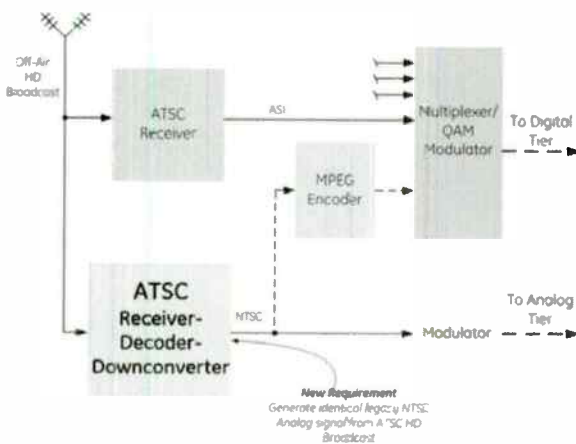 Off-Air
HD
Broadcast
ATSC
Receiver
ASI
Multiplexer/
QAM
Modulator
To Digital
Tier
MPEG
Encoder
ATSC
Receiver-
Decoder-
Downconverter
NTSC
Modulator
To Analog
Tier
New Requirement
Generate identical legacy NTSC
Analog signal from ATSC HD
Broadcast